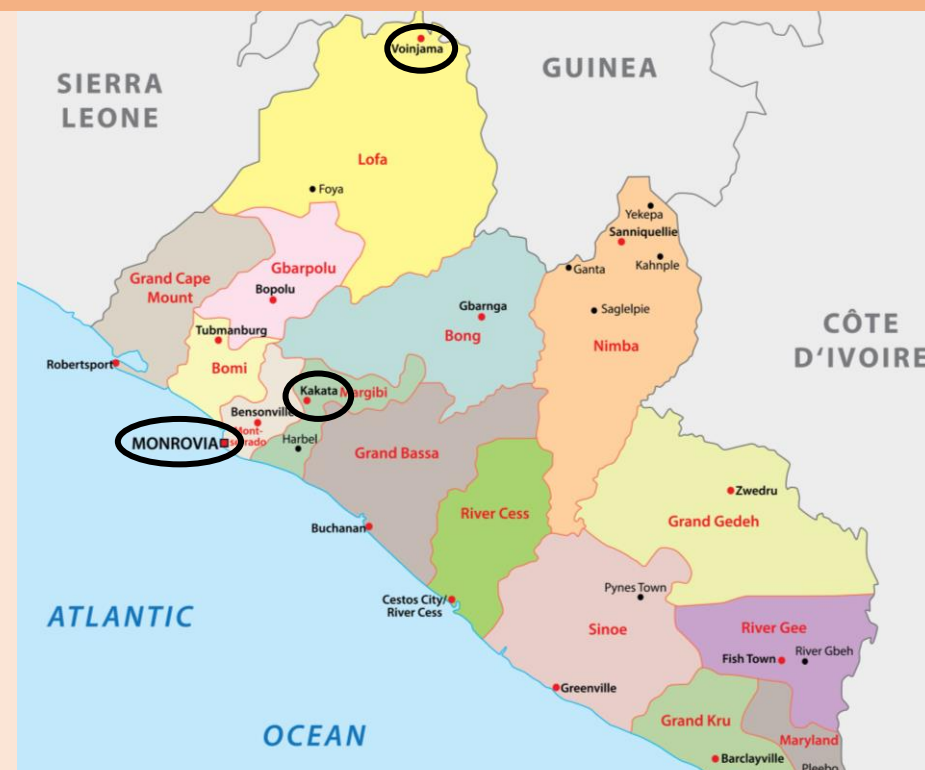 Voinjama
SIERRA
LEONE
GUINEA
Lofa
Foya
Yekepa
Sanniquellie
Kahnple
Ganta
Grand Cape
Mount
Gbarpolu
Bopolu
Gbarnga
Bong
Saglelpie
Nimba
CÔTE
D'IVOIRE
Tubmanburg
Robertsport
Bomi
Kakata
Margibi
Bensonville
Mont-
serrado
MONROVIA
Harbel
Grand Bassa
Zwedru
Grand Gedeh
River Cess
Buchanan
Pynes Town
Cestos City/
River Cess
ATLANTIC
Sinoe
River Gee
River Gbeh
Fish Town
Greenville
Grand Kru
OCEAN
Maryland
Barclayville
Pleebo